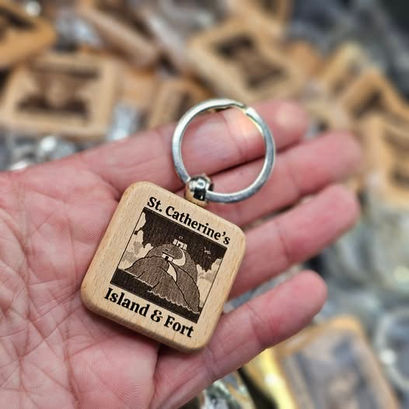 St. Catherine's
Island & Fort